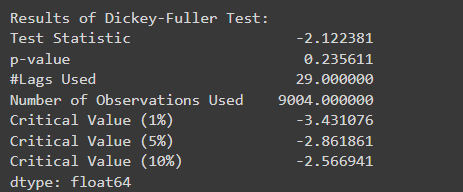 Results of Dickey-Fuller Test:
Test Statistic                  -2.122381
p-value                          0.235611
#Lags Used                      29.000000
Number of Observations Used   9004.000000
Critical Value (1%)             -3.431076
Critical Value (5%)             -2.861861
Critical Value (10%)            -2.566941
dtype: float64